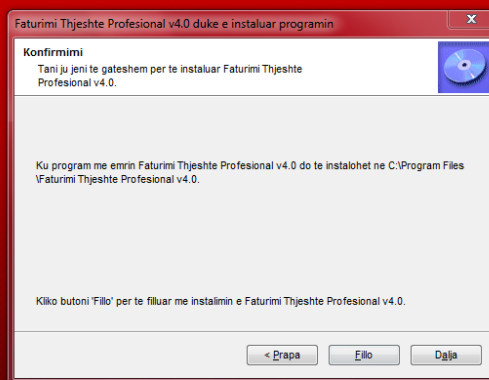 Faturimi Thjeshte Profesional v4.0 duke e instaluar programin
Konfirmimi
Tani ju jeni te gateshem per te instaluar Faturimi Thjeshte
Profesional v4.0.
Ku program me emrin Faturimi Thjeshte Profesional v4.0 do te instalohet ne C:\Program Files
\Faturimi Thjeshte Profesional v4.0.
Kliko butoni 'Fillo' per te filluar me instalimin e Faturimi Thjeshte Profesional v4.0.
< Prapa Fillo Dalja